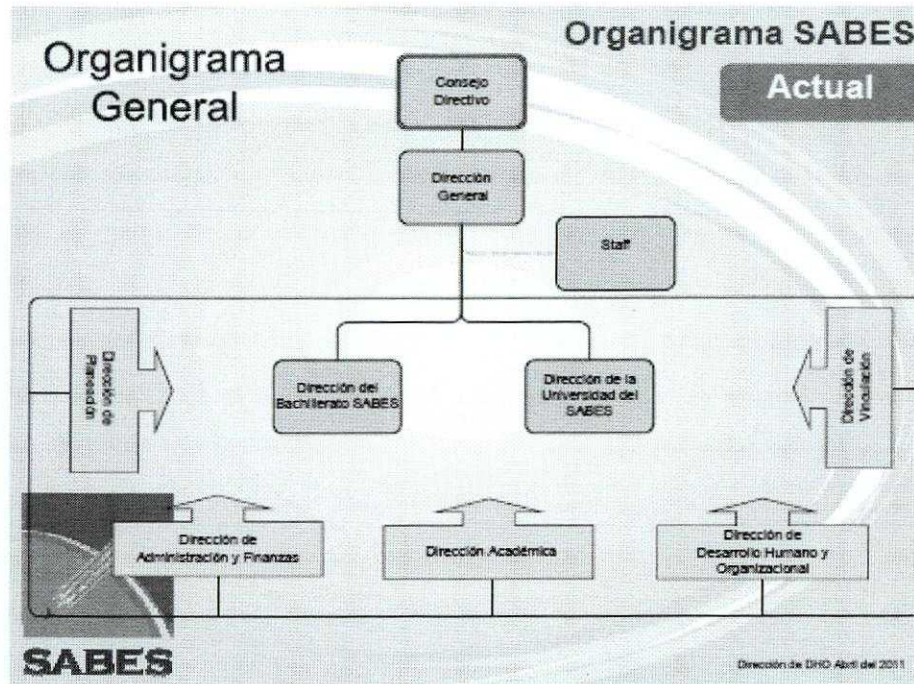 Organigrama
General
Organigrama SABES
Actual
Consejo
Directivo
Dirección
General
Staff
Dirección de
Planeación
Dirección del
Bachillerato SABES
Dirección de la
Universidad del
SABES
Dirección de
Vinculación
Dirección de
Administración y Finanzas
Dirección Académica
Dirección de
Desarrollo Humano y
Organizacional
SABES
Dirección de DHO Abril del 2011